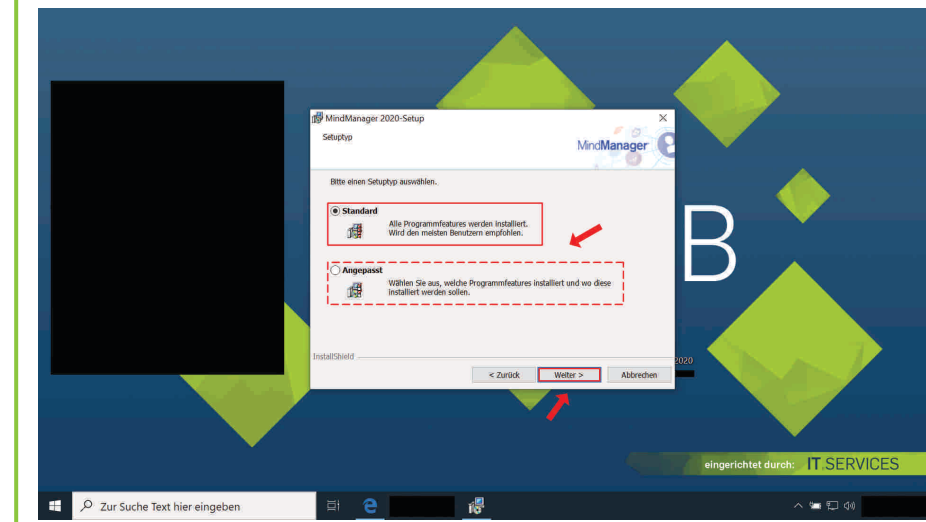 MindManager 2020-Setup
Setuptyp
MindManager
Bitte einen Setuptyp auswählen.
Standard
Alle Programmfeatures werden installiert.
Wird den meisten Benutzern empfohlen.
Angepasst
Wählen Sie aus, welche Programmfeatures installiert und wo diese
installiert werden sollen.
B
InstallShield
2020
< Zurück
Weiter >
Abbrechen
eingerichtet durch: IT.SERVICES
Zur Suche Text hier eingeben